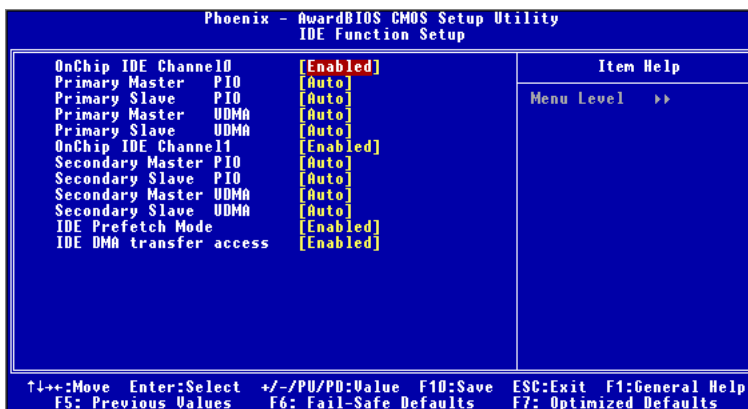 Phoenix - AwardBIOS CMOS Setup Utility
IDE Function Setup
OnChip IDE Channel0 [Enabled]
Primary Master PIO [Auto]
Primary Slave PIO [Auto]
Primary Master UDMA [Auto]
Primary Slave UDMA [Auto]
OnChip IDE Channel1 [Enabled]
Secondary Master PIO [Auto]
Secondary Slave PIO [Auto]
Secondary Master UDMA [Auto]
Secondary Slave UDMA [Auto]
IDE Prefetch Mode [Enabled]
IDE DMA transfer access [Enabled]
Item Help
Menu Level ▸▸
↑↓→←:Move Enter:Select +/-/PU/PD:Value F10:Save ESC:Exit F1:General Help
F5: Previous Values F6: Fail-Safe Defaults F7: Optimized Defaults